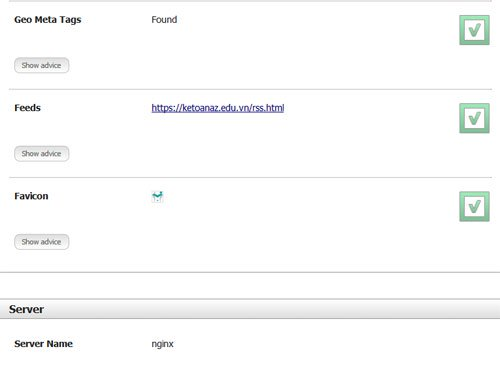 Geo Meta Tags Found
Show advice
Feeds https://ketoanaz.edu.vn/rss.html
Show advice
Favicon
Show advice
Server
Server Name nginx